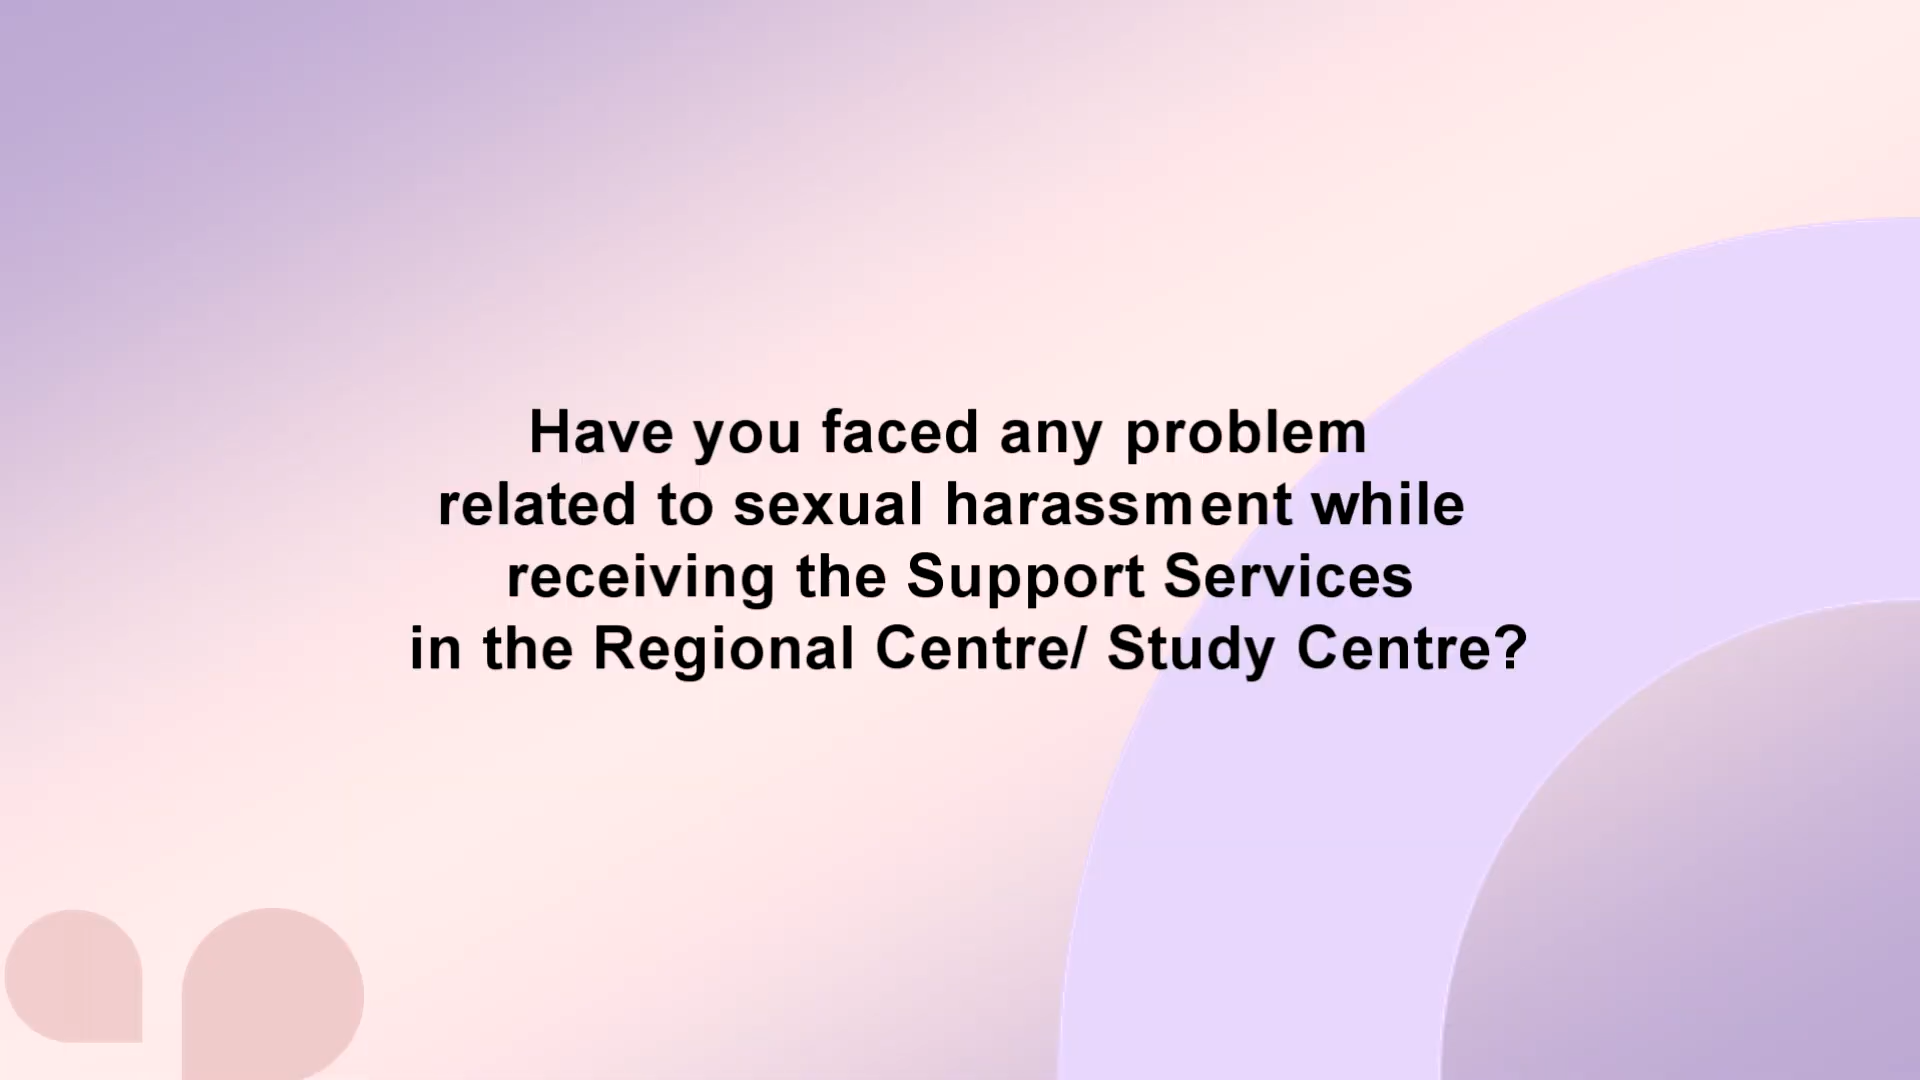 Have you faced any problem
related to sexual harassment while
receiving the Support Services
in the Regional Centre/ Study Centre?